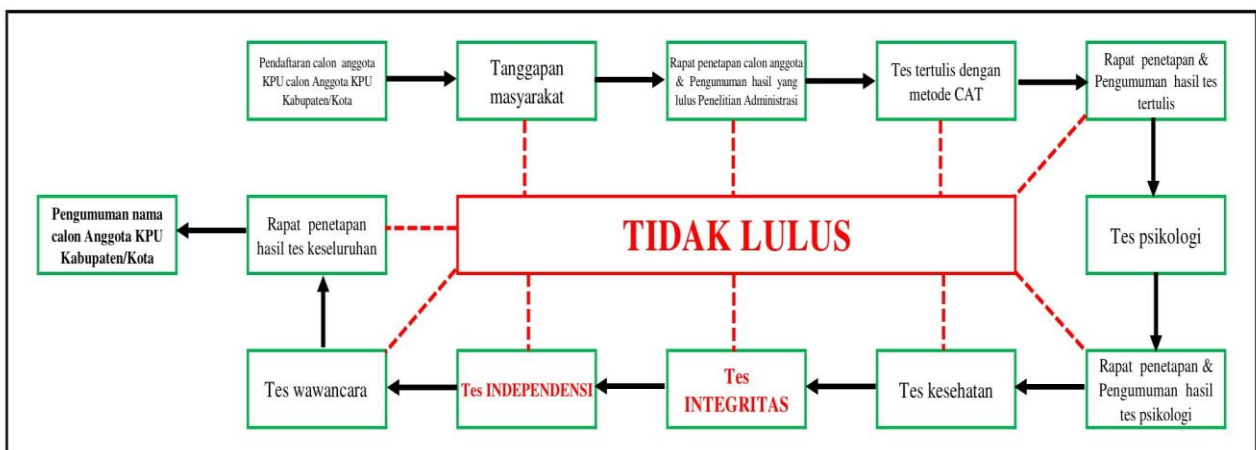 Pendaftaran calon anggota
KPU calon Anggota KPU
Kabupaten/Kota
Tanggapan
masyarakat
Rapat penetapan calon anggota
& Pengumuman hasil yang
lulus Penelitian Administrasi
Tes tertulis dengan
metode CAT
Rapat penetapan &
Pengumuman hasil tes
tertulis
Pengumuman nama
calon Anggota KPU
Kabupaten/Kota
Rapat penetapan
hasil tes keseluruhan
TIDAK LULUS
Tes psikologi
Tes wawancara
Tes INDEPENDENSI
Tes
INTEGRITAS
Tes kesehatan
Rapat penetapan &
Pengumuman hasil
tes psikologi